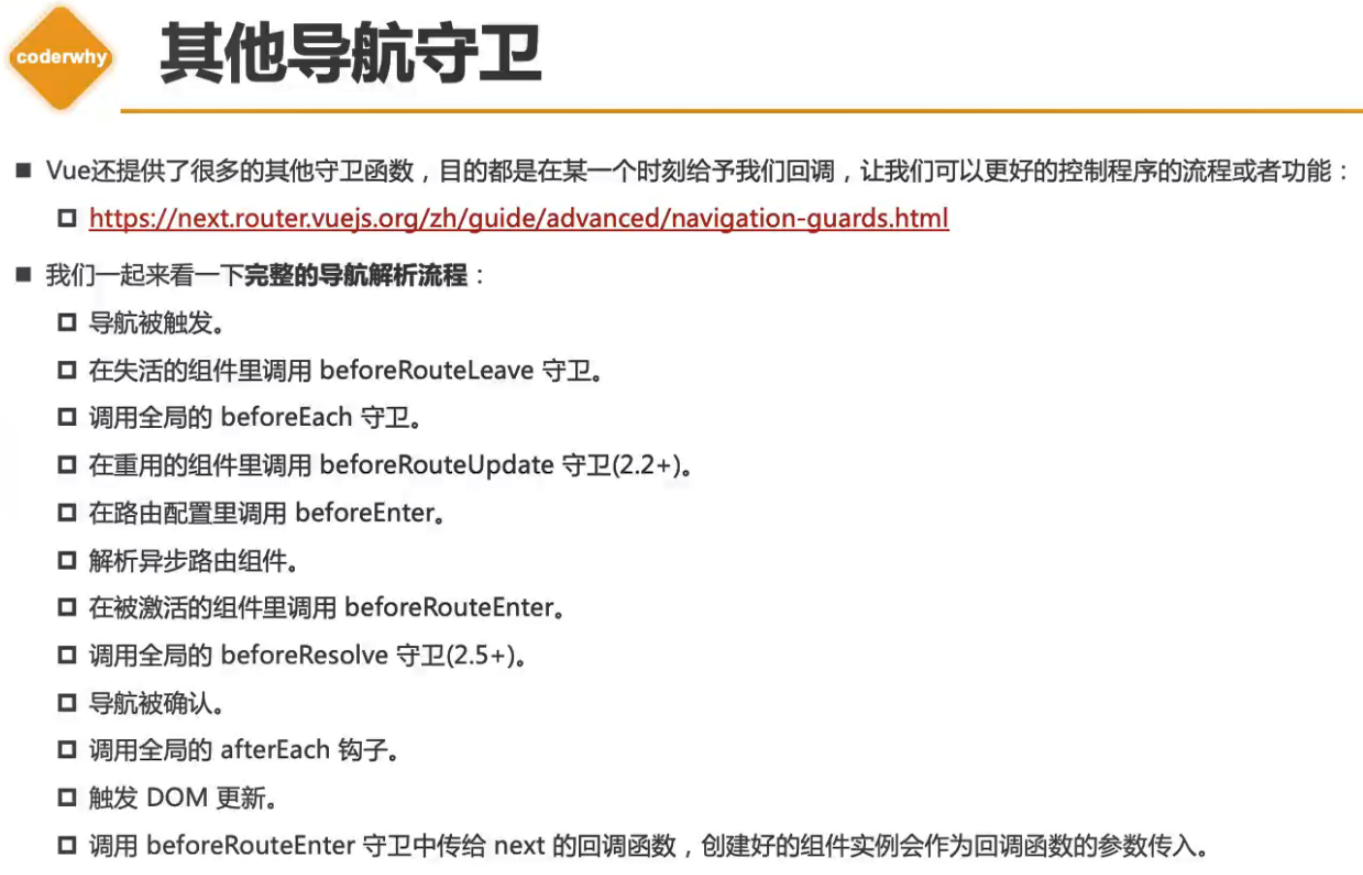 coderwhy
其他导航守卫
Vue还提供了很多的其他守卫函数，目的都是在某一个时刻给予我们回调，让我们可以更好的控制程序的流程或者功能：
https://next.router.vuejs.org/zh/guide/advanced/navigation-guards.html
我们一起来看一下完整的导航解析流程：
导航被触发。
在失活的组件里调用 beforeRouteLeave 守卫。
调用全局的 beforeEach 守卫。
在重用的组件里调用 beforeRouteUpdate 守卫(2.2+)。
在路由配置里调用 beforeEnter。
解析异步路由组件。
在被激活的组件里调用 beforeRouteEnter。
调用全局的 beforeResolve 守卫(2.5+)。
导航被确认。
调用全局的 afterEach 钩子。
触发 DOM 更新。
调用 beforeRouteEnter 守卫中传给 next 的回调函数，创建好的组件实例会作为回调函数的参数传入。